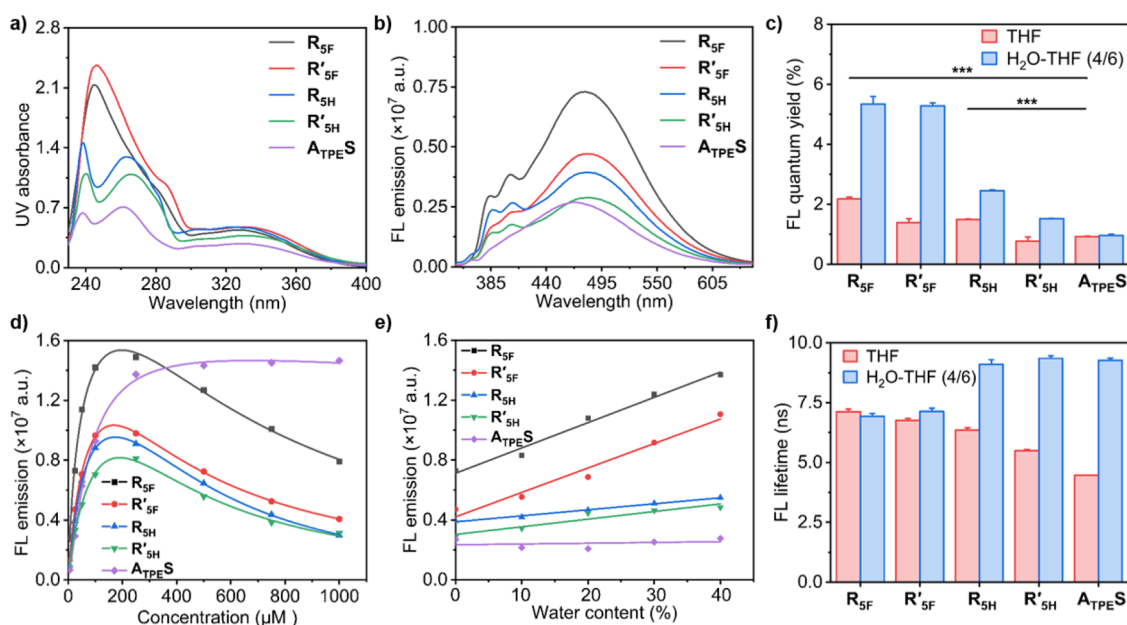 a)
2.8
2.1
1.4
0.7
0.0
UV absorbance
240 280 320 360 400
Wavelength (nm)
R5F
R′5F
R5H
R′5H
ATPES
b)
1.00
0.75
0.50
0.25
0.0
FL emission (×10⁷ a.u.)
385 440 495 550 605
Wavelength (nm)
R5F
R′5F
R5H
R′5H
ATPES
c)
8
6
4
2
0
FL quantum yield (%)
THF
H2O-THF (4/6)
***
***
R5F R′5F R5H R′5H ATPES
d)
1.6
1.2
0.8
0.4
0.0
FL emission (×10⁷ a.u.)
0 200 400 600 800 1000
Concentration (µM )
R5F
R′5F
R5H
R′5H
ATPES
e)
1.6
1.2
0.8
0.4
0.0
FL emission (×10⁷ a.u.)
0 10 20 30 40
Water content (%)
R5F
R′5F
R5H
R′5H
ATPES
f)
10.0
7.5
5.0
2.5
0.0
FL lifetime (ns)
THF
H2O-THF (4/6)
R5F R′5F R5H R′5H ATPES